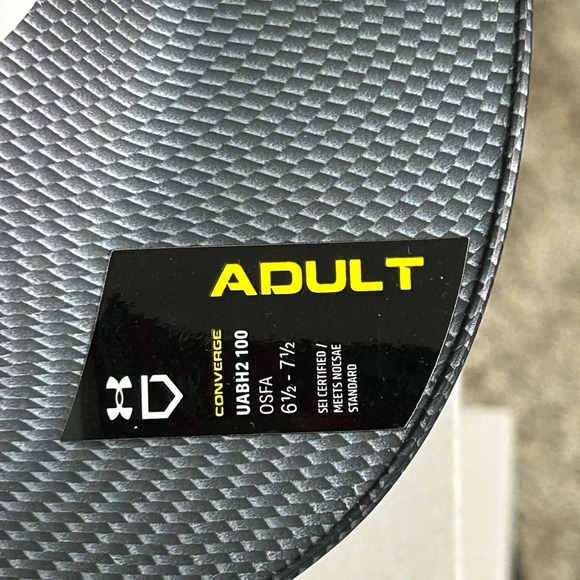 ADULT
CONVERGE
UABH2 100
OSFA
6½ - 7½
SEI CERTIFIED /
MEETS NOCSAE
STANDARD